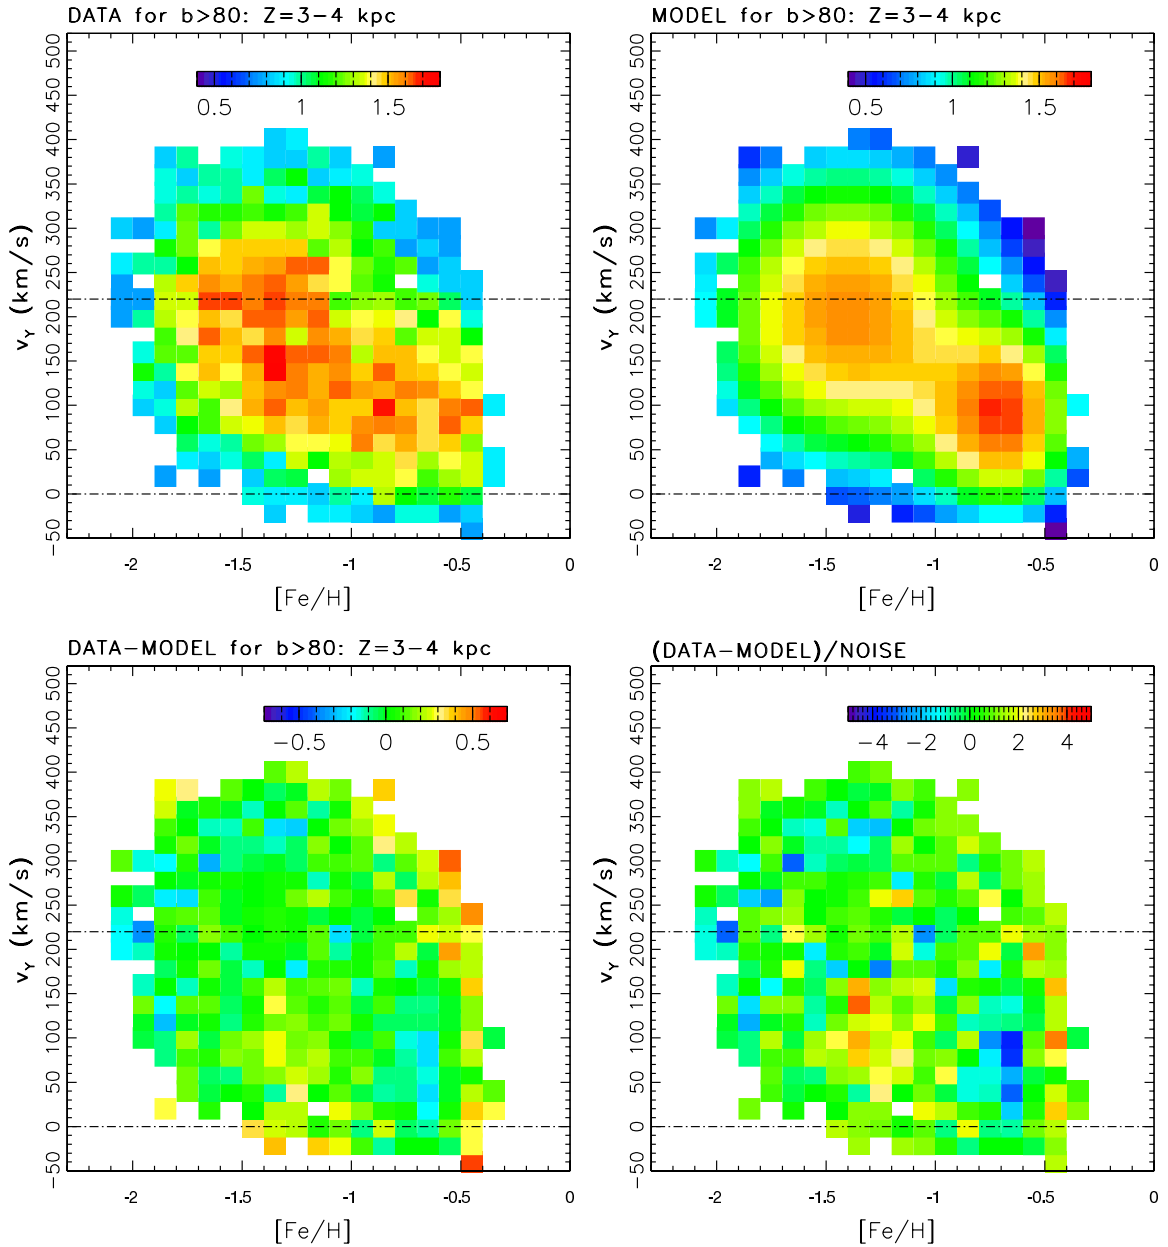 DATA for b>80: Z=3-4 kpc
0.5 1 1.5
v_Y (km/s)
-50 0 50 100 150 200 250 300 350 400 450 500
-2 -1.5 -1 -0.5 0
[Fe/H]
MODEL for b>80: Z=3-4 kpc
0.5 1 1.5
v_Y (km/s)
-50 0 50 100 150 200 250 300 350 400 450 500
-2 -1.5 -1 -0.5 0
[Fe/H]
DATA-MODEL for b>80: Z=3-4 kpc
-0.5 0 0.5
v_Y (km/s)
-50 0 50 100 150 200 250 300 350 400 450 500
-2 -1.5 -1 -0.5 0
[Fe/H]
(DATA-MODEL)/NOISE
-4 -2 0 2 4
v_Y (km/s)
-50 0 50 100 150 200 250 300 350 400 450 500
-2 -1.5 -1 -0.5 0
[Fe/H]